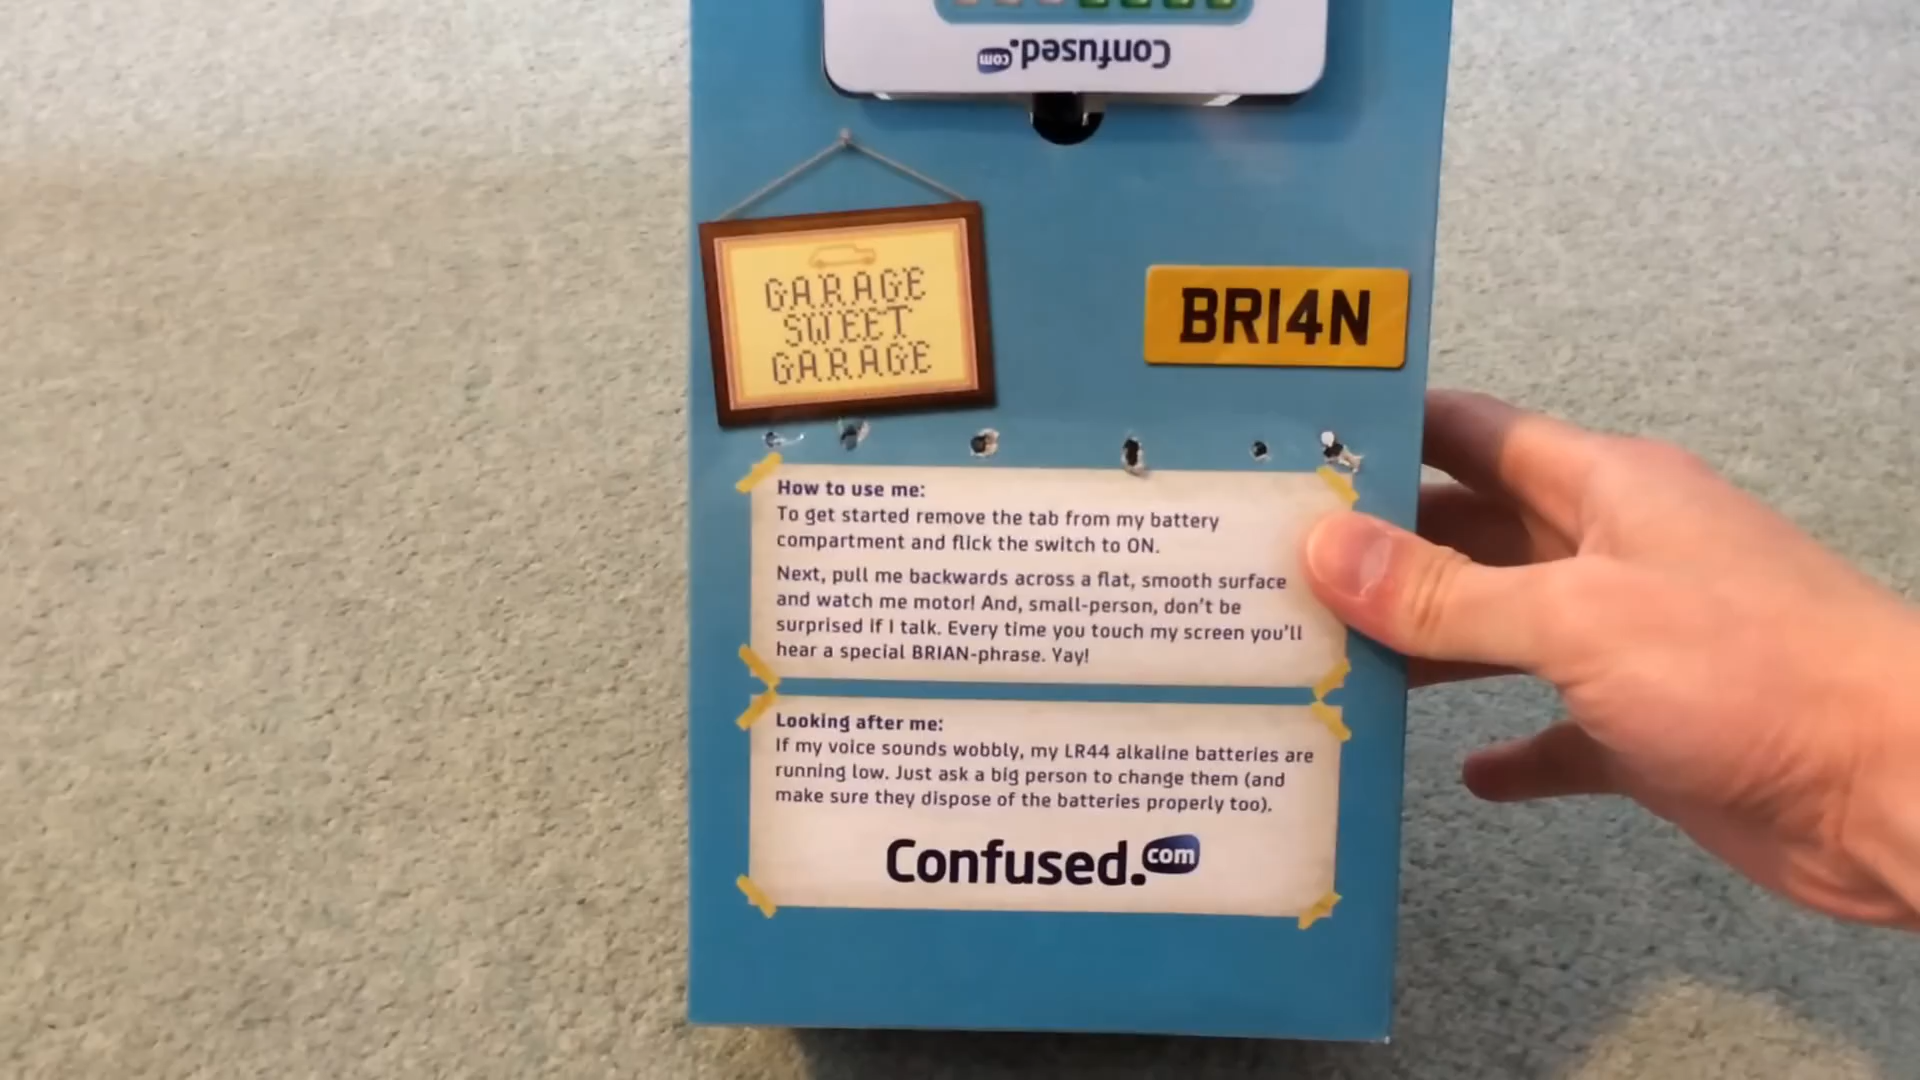 Confused.com
GARAGE
SWEET
GARAGE
BR14N
How to use me:
To get started remove the tab from my battery
compartment and flick the switch to ON.
Next, pull me backwards across a flat, smooth surface
and watch me motor! And, small-person, don't be
surprised if I talk. Every time you touch my screen you'll
hear a special BRIAN-phrase. Yay!
Looking after me:
If my voice sounds wobbly, my LR44 alkaline batteries are
running low. Just ask a big person to change them (and
make sure they dispose of the batteries properly too).
Confused.com